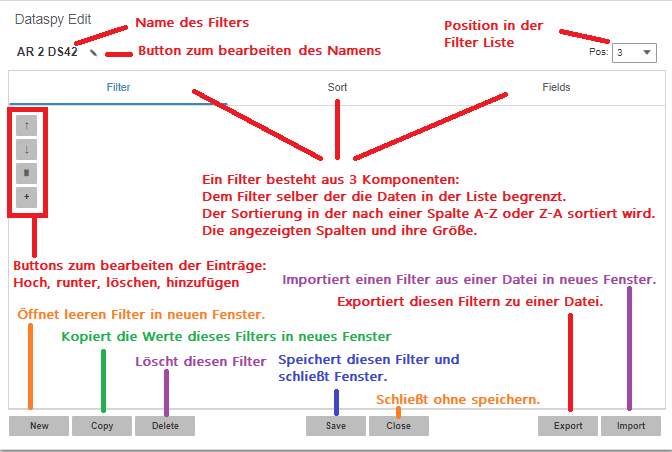 Dataspy Edit
Name des Filters
AR 2 DS42
Button zum bearbeiten des Namens
Position in der
Filter Liste
Pos: 3
Filter
Sort
Fields
↑
↓
+
Ein Filter besteht aus 3 Komponenten:
Dem Filter selber der die Daten in der Liste begrenzt.
Der Sortierung in der nach einer Spalte A-Z oder Z-A sortiert wird.
Die angezeigten Spalten und ihre Größe.
Buttons zum bearbeiten der Einträge:
Hoch, runter, löschen, hinzufügen
Importiert einen Filter aus einer Datei in neues Fenster.
Exportiert diesen Filtern zu einer Datei.
Öffnet leeren Filter in neuen Fenster.
Kopiert die Werte dieses Filters in neues Fenster
Löscht diesen Filter
Speichert diesen Filter und
schließt Fenster.
Schließt ohne speichern.
New
Copy
Delete
Save
Close
Export
Import